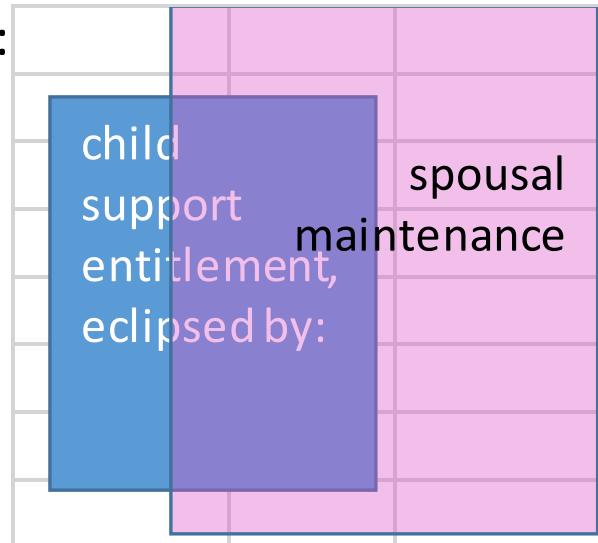 :
child
support
entitlement,
eclipsed by:
spousal
maintenance